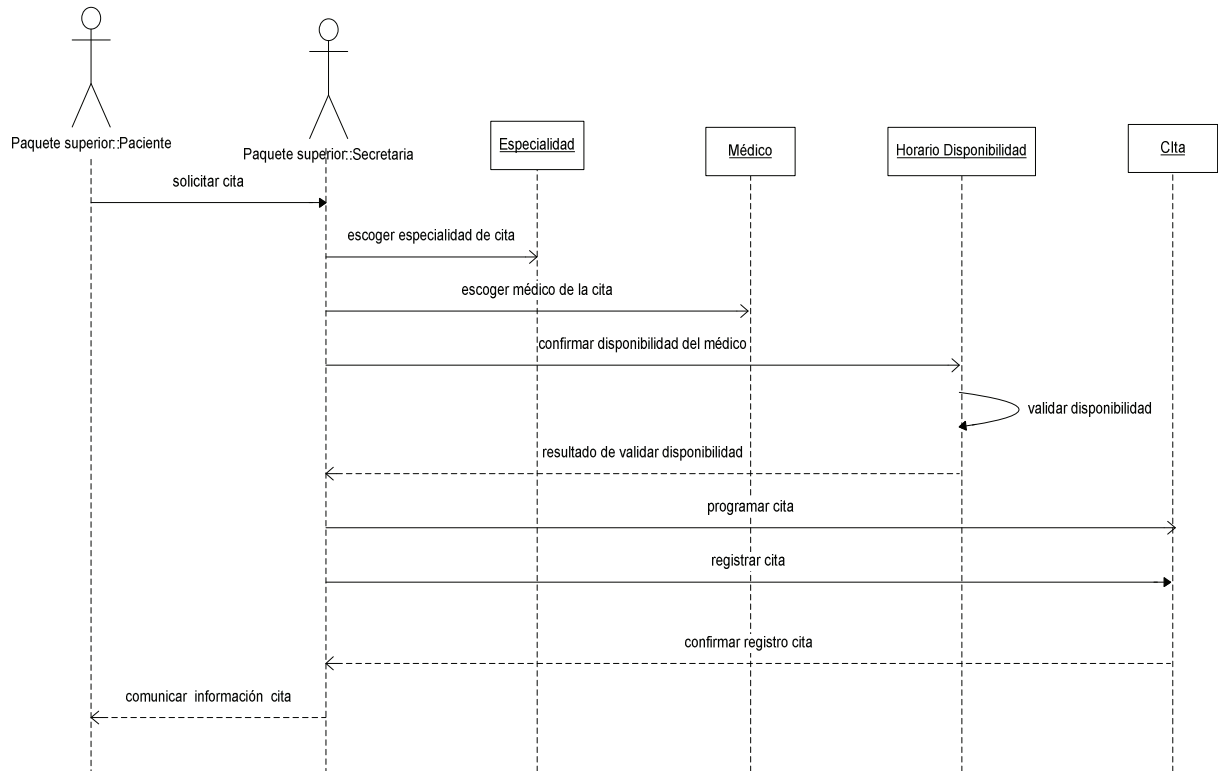 Paquete superior::Paciente
Paquete superior::Secretaria
Especialidad
Médico
Horario Disponibilidad
CIta
solicitar cita
escoger especialidad de cita
escoger médico de la cita
confirmar disponibilidad del médico
validar disponibilidad
resultado de validar disponibilidad
programar cita
registrar cita
confirmar registro cita
comunicar información cita